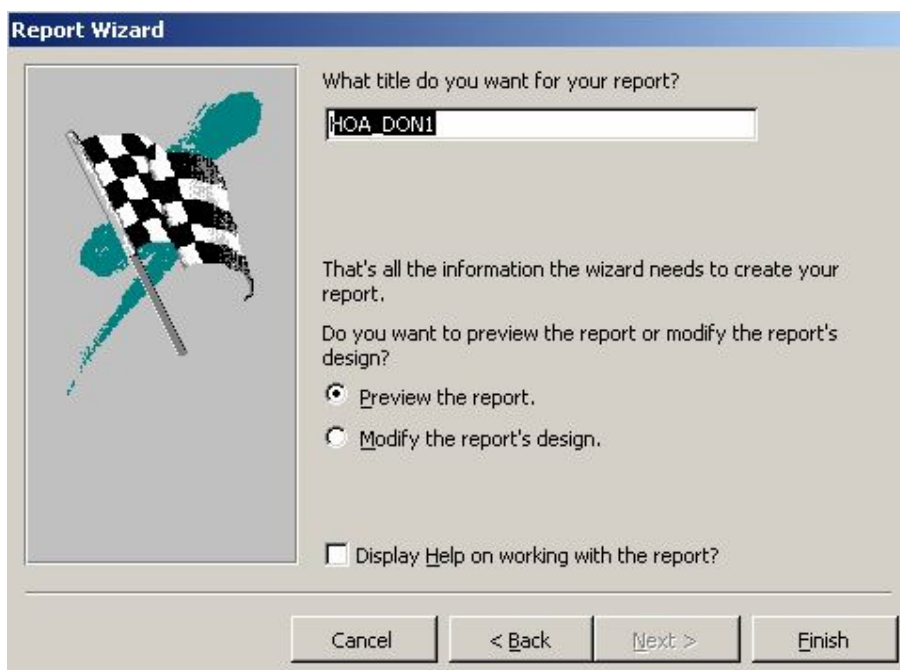 Report Wizard
What title do you want for your report?
HOA_DON1
That's all the information the wizard needs to create your
report.
Do you want to preview the report or modify the report's
design?
Preview the report.
Modify the report's design.
Display Help on working with the report?
Cancel
< Back
Next >
Finish